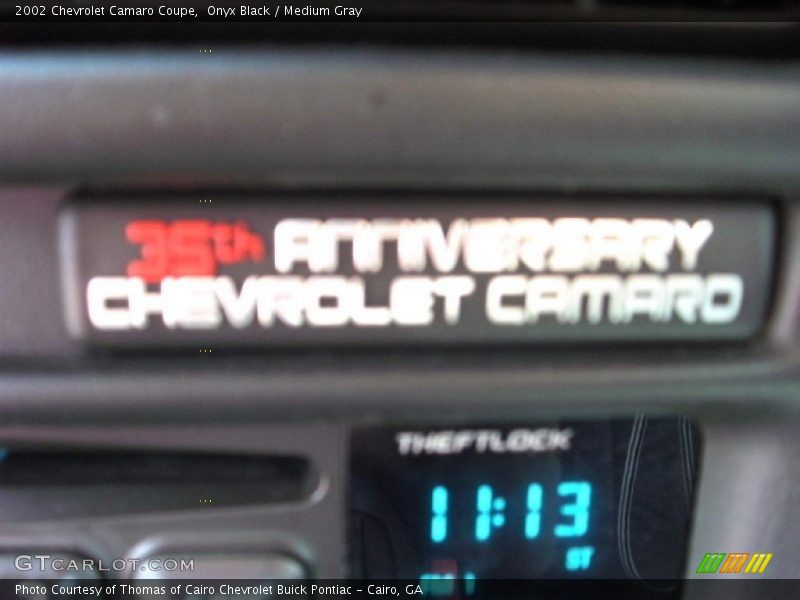 2002 Chevrolet Camaro Coupe,  Onyx Black / Medium Gray
35th ANNIVERSARY
CHEVROLET CAMARO
THEFTLOCK
11:13
ST
GTCARLOT.COM
Photo Courtesy of Thomas of Cairo Chevrolet Buick Pontiac - Cairo, GA